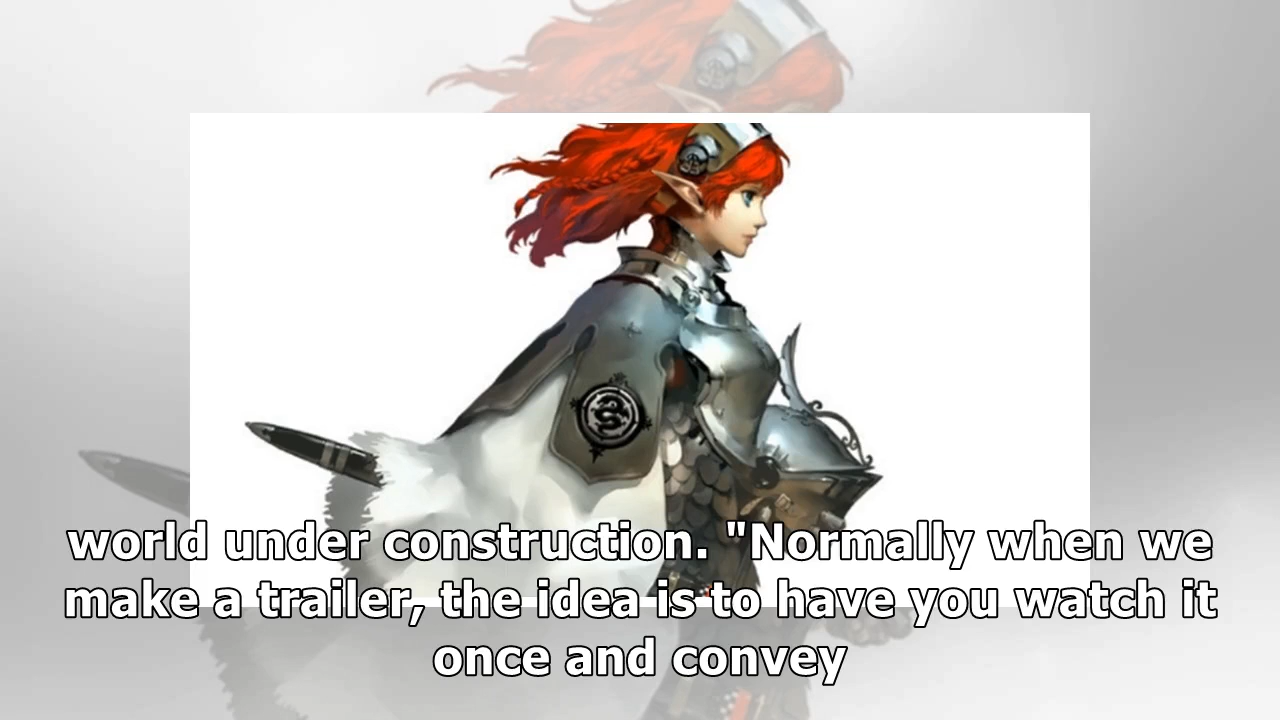 world under construction. "Normally when we
make a trailer, the idea is to have you watch it
once and convey